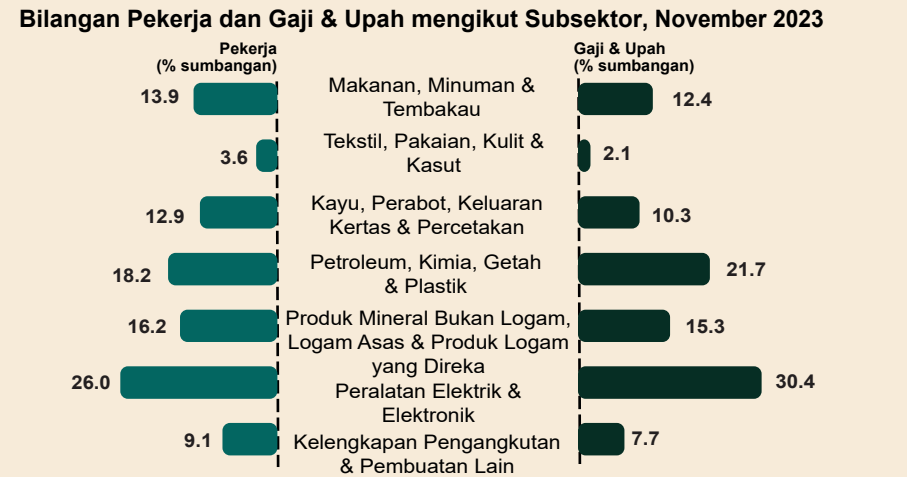 Bilangan Pekerja dan Gaji & Upah mengikut Subsektor, November 2023
Pekerja
(% sumbangan)
Gaji & Upah
(% sumbangan)
13.9
Makanan, Minuman &
Tembakau
12.4
3.6
Tekstil, Pakaian, Kulit &
Kasut
2.1
12.9
Kayu, Perabot, Keluaran
Kertas & Percetakan
10.3
18.2
Petroleum, Kimia, Getah
& Plastik
21.7
16.2
Produk Mineral Bukan Logam,
Logam Asas & Produk Logam
yang Direka
15.3
26.0
Peralatan Elektrik &
Elektronik
30.4
9.1
Kelengkapan Pengangkutan
& Pembuatan Lain
7.7